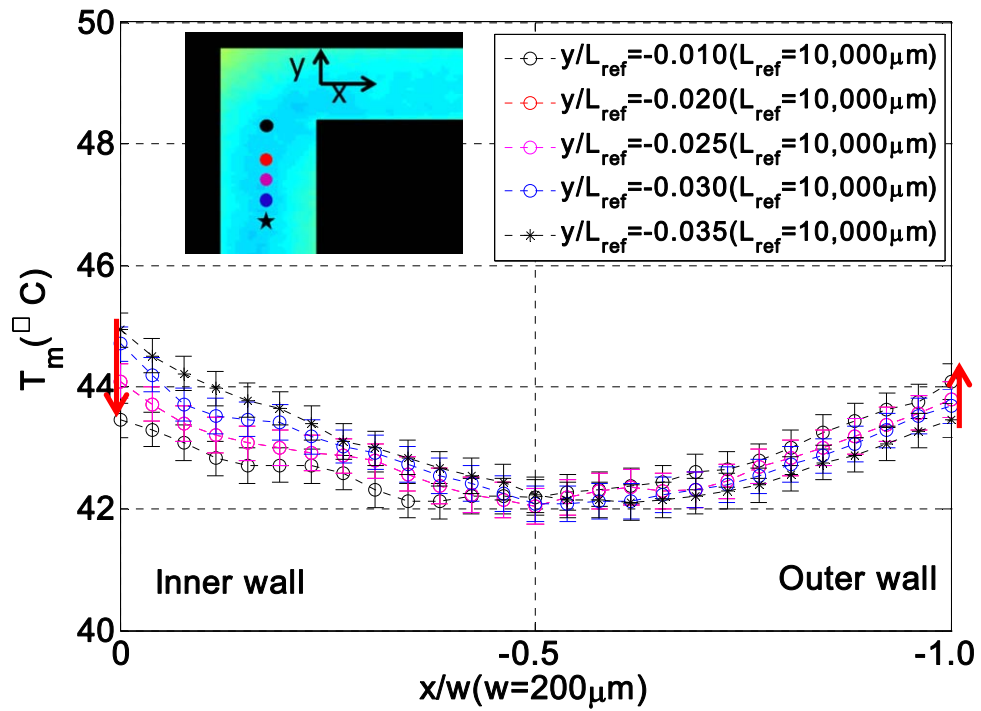 50
48
46
44
42
40
T_m(□ C)
y
x
y/L_ref=-0.010(L_ref=10,000μm)
y/L_ref=-0.020(L_ref=10,000μm)
y/L_ref=-0.025(L_ref=10,000μm)
y/L_ref=-0.030(L_ref=10,000μm)
y/L_ref=-0.035(L_ref=10,000μm)
Inner wall
Outer wall
0
-0.5
-1.0
x/w(w=200μm)